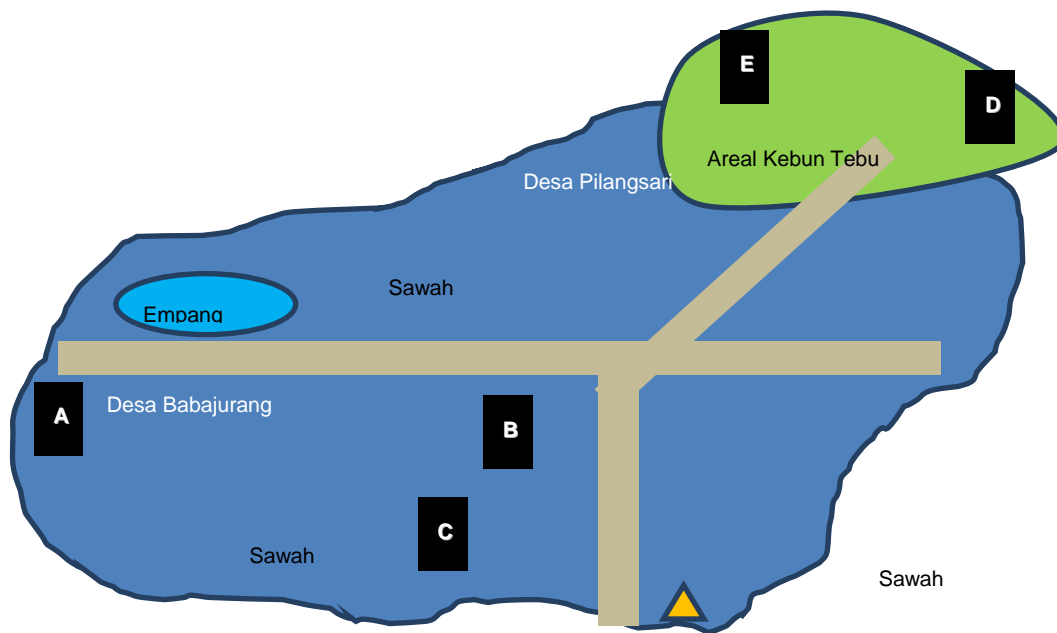 E
D
Areal Kebun Tebu
Desa Pilangsari
Sawah
Empang
A
Desa Babajurang
B
C
Sawah
Sawah